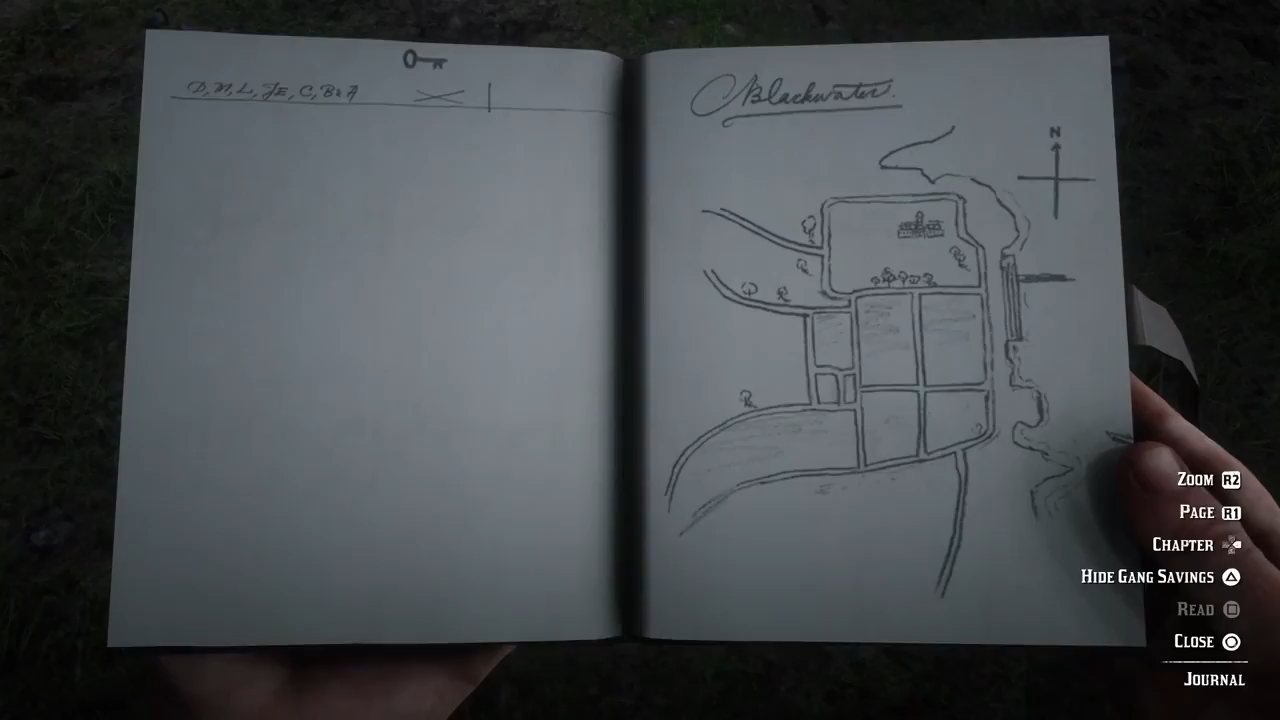 D, M, L, JE, C, B & A
Blackwater.
N
ZOOM R2
PAGE R1
CHAPTER
HIDE GANG SAVINGS
READ
CLOSE
JOURNAL